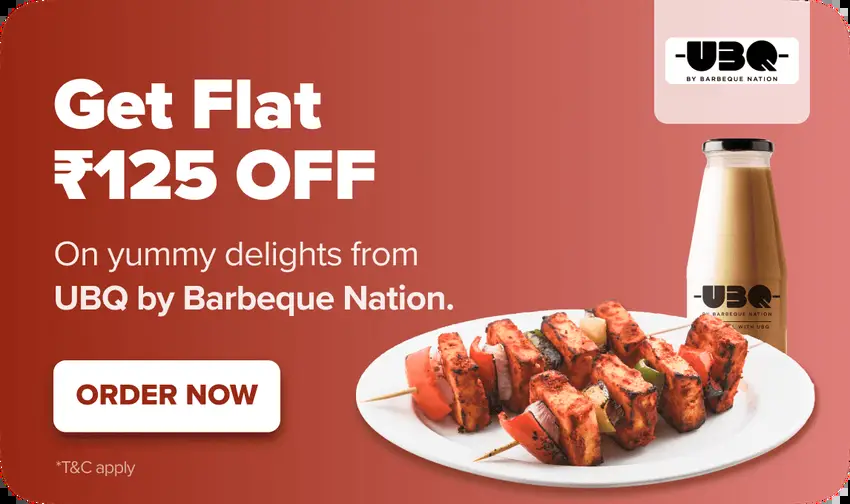 Get Flat
₹125 OFF
On yummy delights from
UBQ by Barbeque Nation.
ORDER NOW
*T&C apply
-UBQ-
BY BARBEQUE NATION
-UBQ-
BY BARBEQUE NATION
WITH UBQ